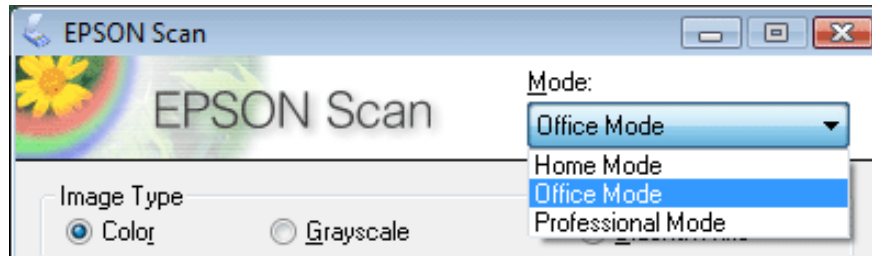 EPSON Scan
EPSON Scan
Mode:
Office Mode
Home Mode
Office Mode
Professional Mode
Image Type
Color
Grayscale